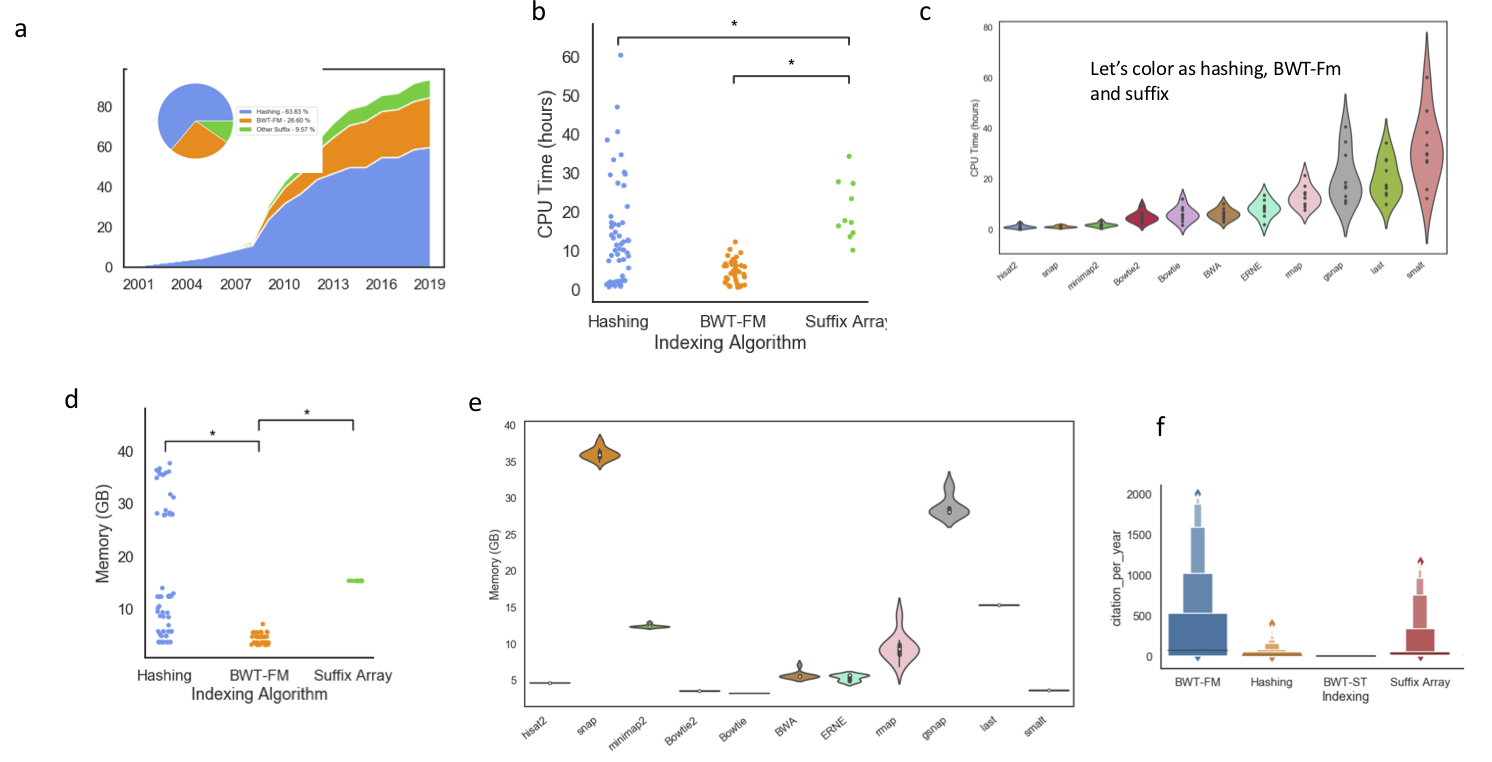 a
80
60
40
20
0
2001 2004 2007 2010 2013 2016 2019
Hashing - 63.83 %
BWT-FM - 26.60 %
Other Suffix - 9.57 %
b
*
*
CPU Time (hours)
60
50
40
30
20
10
0
Hashing BWT-FM Suffix Array
Indexing Algorithm
c
Let's color as hashing, BWT-Fm
and suffix
CPU Time (hours)
80
60
40
20
0
hisat2 snap minimap2 Bowtie2 Bowtie BWA ERNE rmap gsnap last smalt
d
*
*
Memory (GB)
40
30
20
10
Hashing BWT-FM Suffix Array
Indexing Algorithm
e
Memory (GB)
40
35
30
25
20
15
10
5
hisat2 snap minimap2 Bowtie2 Bowtie BWA ERNE rmap gsnap last smalt
f
citation_per_year
2000
1500
1000
500
0
BWT-FM Hashing BWT-ST Suffix Array
Indexing